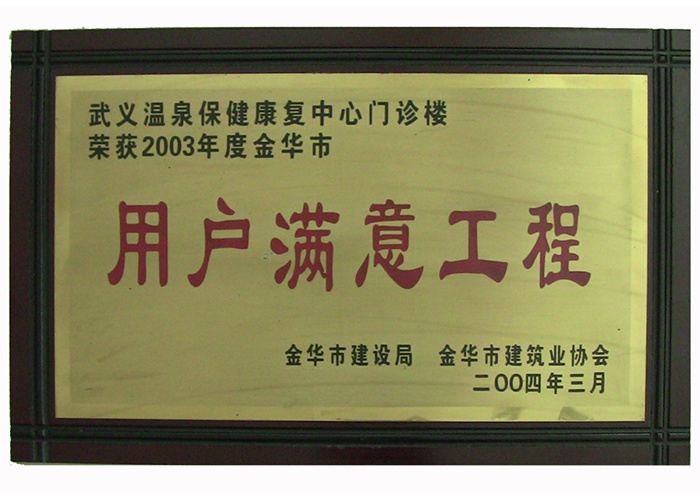 武义温泉保健康复中心门诊楼
荣获2003年度金华市
用户满意工程
金华市建设局 金华市建筑业协会
二〇〇四年三月